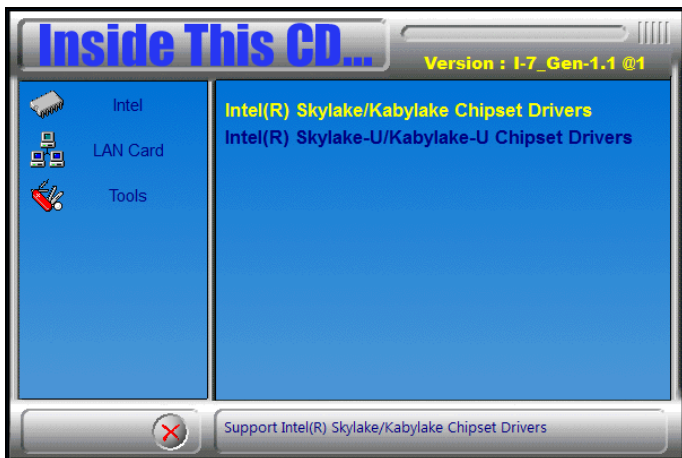 Inside This CD...
Version : I-7_Gen-1.1 @1
Intel
LAN Card
Tools
Intel(R) Skylake/Kabylake Chipset Drivers
Intel(R) Skylake-U/Kabylake-U Chipset Drivers
Support Intel(R) Skylake/Kabylake Chipset Drivers